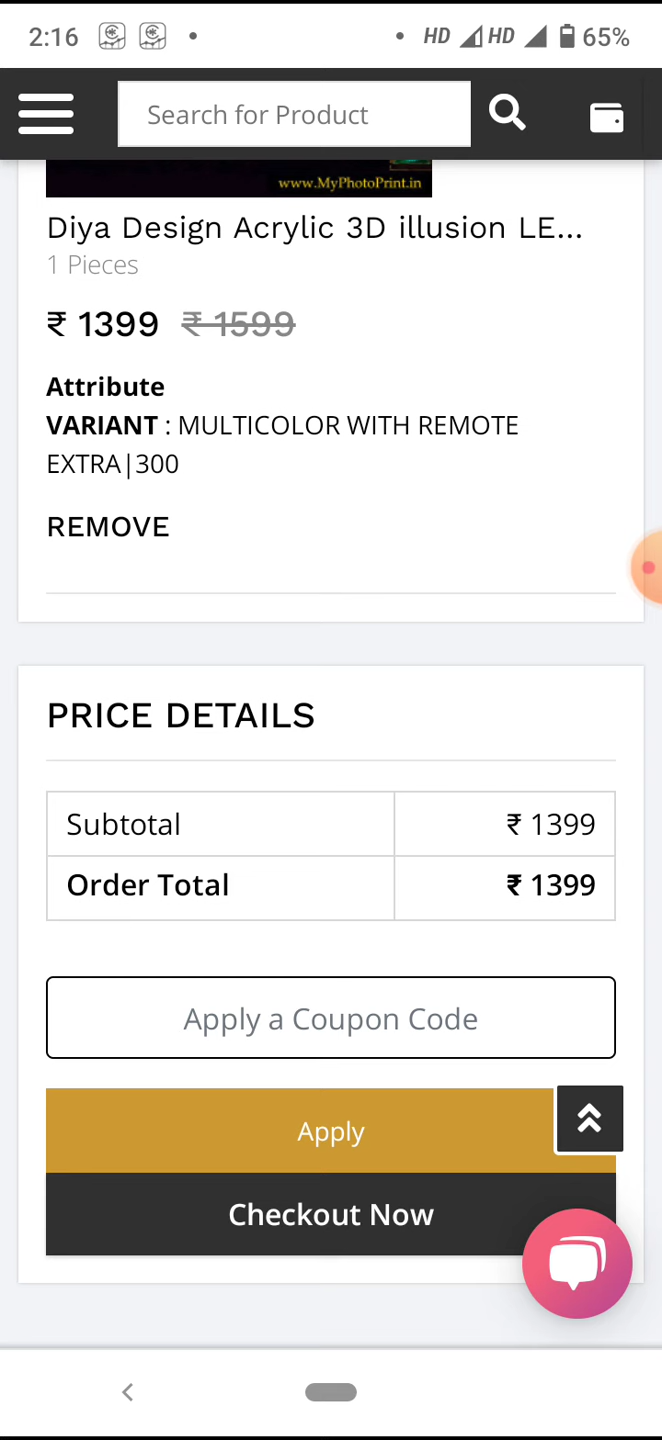 2:16 HD HD 65%
Search for Product
www.MyPhotoPrint.in
Diya Design Acrylic 3D illusion LE...
1 Pieces
₹ 1399 ₹ 1599
Attribute
VARIANT : MULTICOLOR WITH REMOTE
EXTRA|300
REMOVE
PRICE DETAILS
Subtotal ₹ 1399
Order Total ₹ 1399
Apply a Coupon Code
Apply
Checkout Now